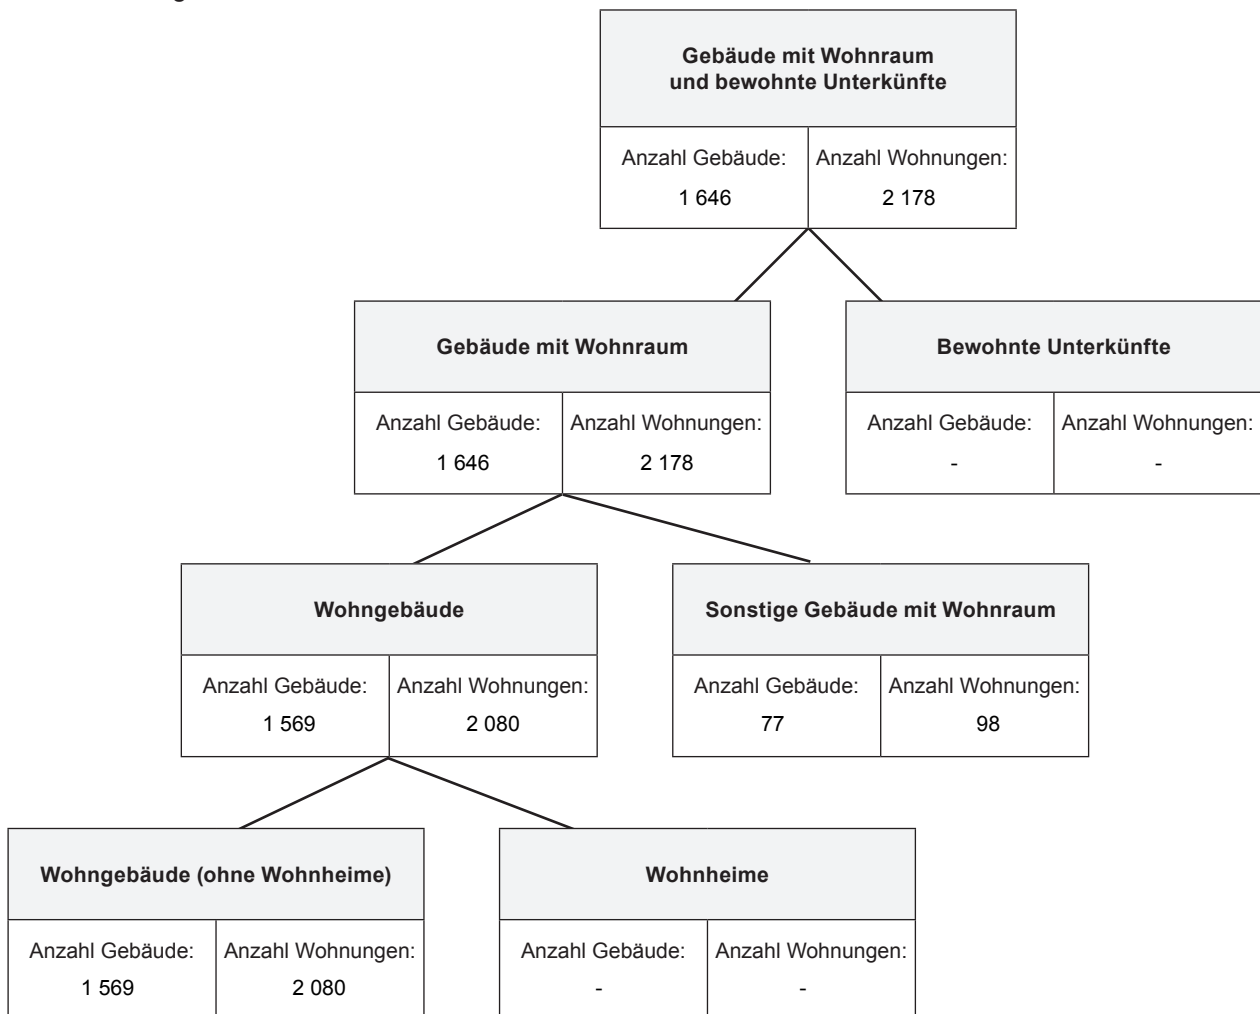 Gebäude mit Wohnraum
und bewohnte Unterkünfte
Anzahl Gebäude: Anzahl Wohnungen:
1 646 2 178
Gebäude mit Wohnraum
Anzahl Gebäude: Anzahl Wohnungen:
1 646 2 178
Bewohnte Unterkünfte
Anzahl Gebäude: Anzahl Wohnungen:
- -
Wohngebäude
Anzahl Gebäude: Anzahl Wohnungen:
1 569 2 080
Sonstige Gebäude mit Wohnraum
Anzahl Gebäude: Anzahl Wohnungen:
77 98
Wohngebäude (ohne Wohnheime)
Anzahl Gebäude: Anzahl Wohnungen:
1 569 2 080
Wohnheime
Anzahl Gebäude: Anzahl Wohnungen:
- -